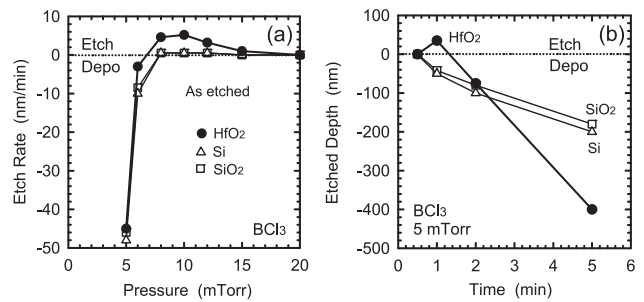 (a)
Etch
Depo
As etched
HfO2
Si
SiO2
BCl3
10
5
0
-10
-20
-30
-40
-50
0
5
10
15
20
Etch Rate (nm/min)
Pressure (mTorr)
(b)
HfO2
Etch
Depo
SiO2
Si
BCl3
5 mTorr
100
0
-100
-200
-300
-400
-500
0
1
2
3
4
5
6
Etched Depth (nm)
Time (min)